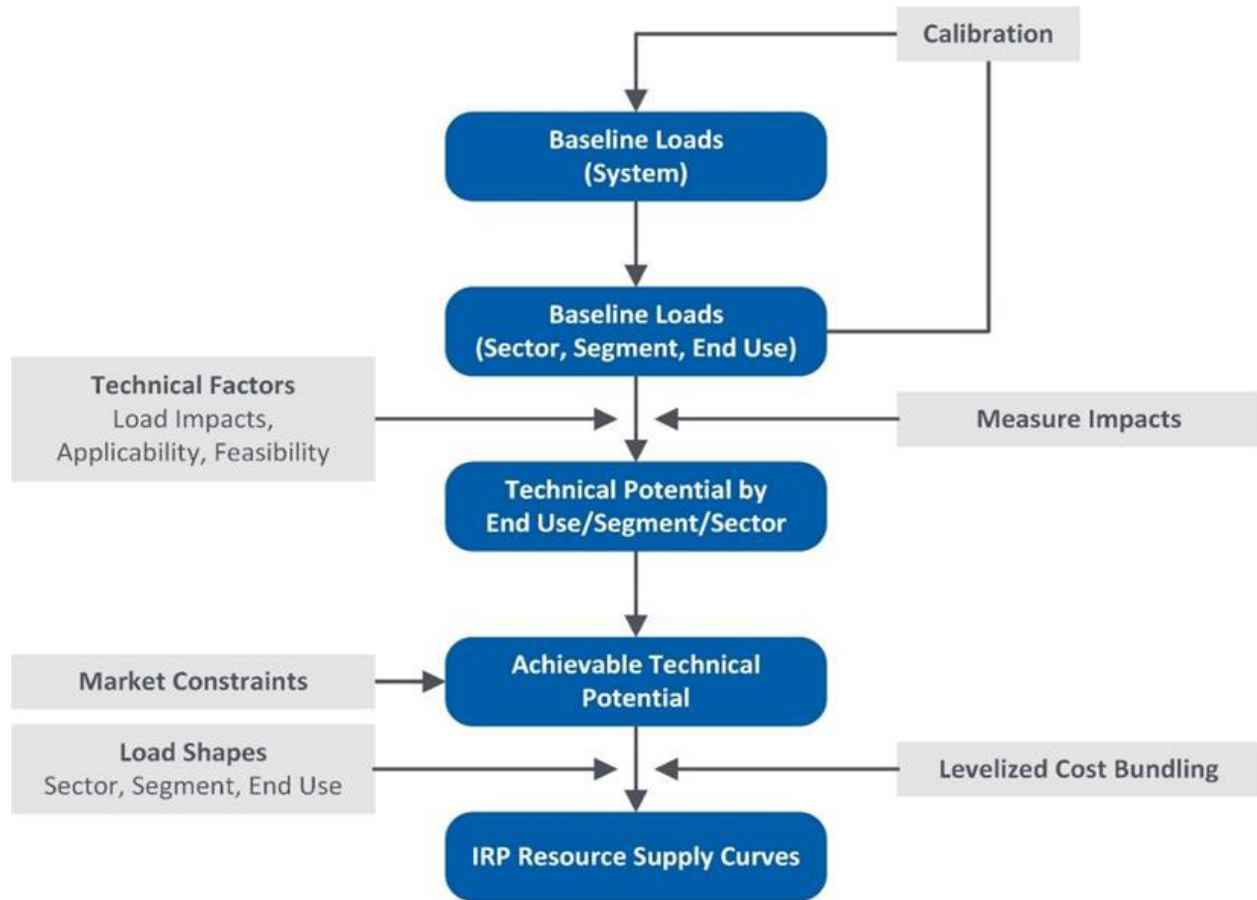 Calibration
Baseline Loads
(System)
Baseline Loads
(Sector, Segment, End Use)
Technical Factors
Load Impacts,
Applicability, Feasibility
Measure Impacts
Technical Potential by
End Use/Segment/Sector
Market Constraints
Achievable Technical
Potential
Load Shapes
Sector, Segment, End Use
Levelized Cost Bundling
IRP Resource Supply Curves